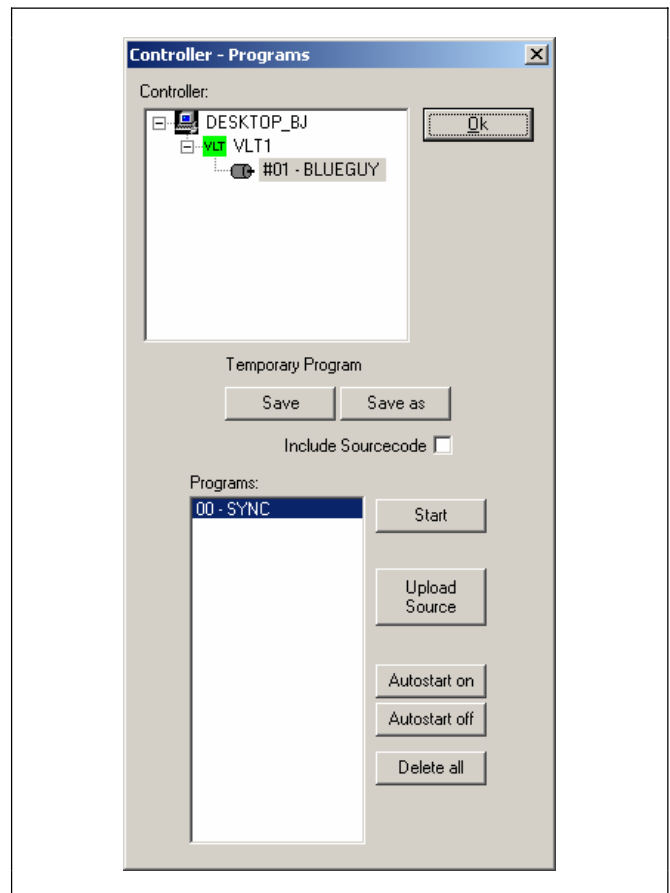 Controller - Programs
Controller:
Ok
DESKTOP_BJ
VLT VLT1
#01 - BLUEGUY
Temporary Program
Save
Save as
Include Sourcecode
Programs:
00 - SYNC
Start
Upload
Source
Autostart on
Autostart off
Delete all